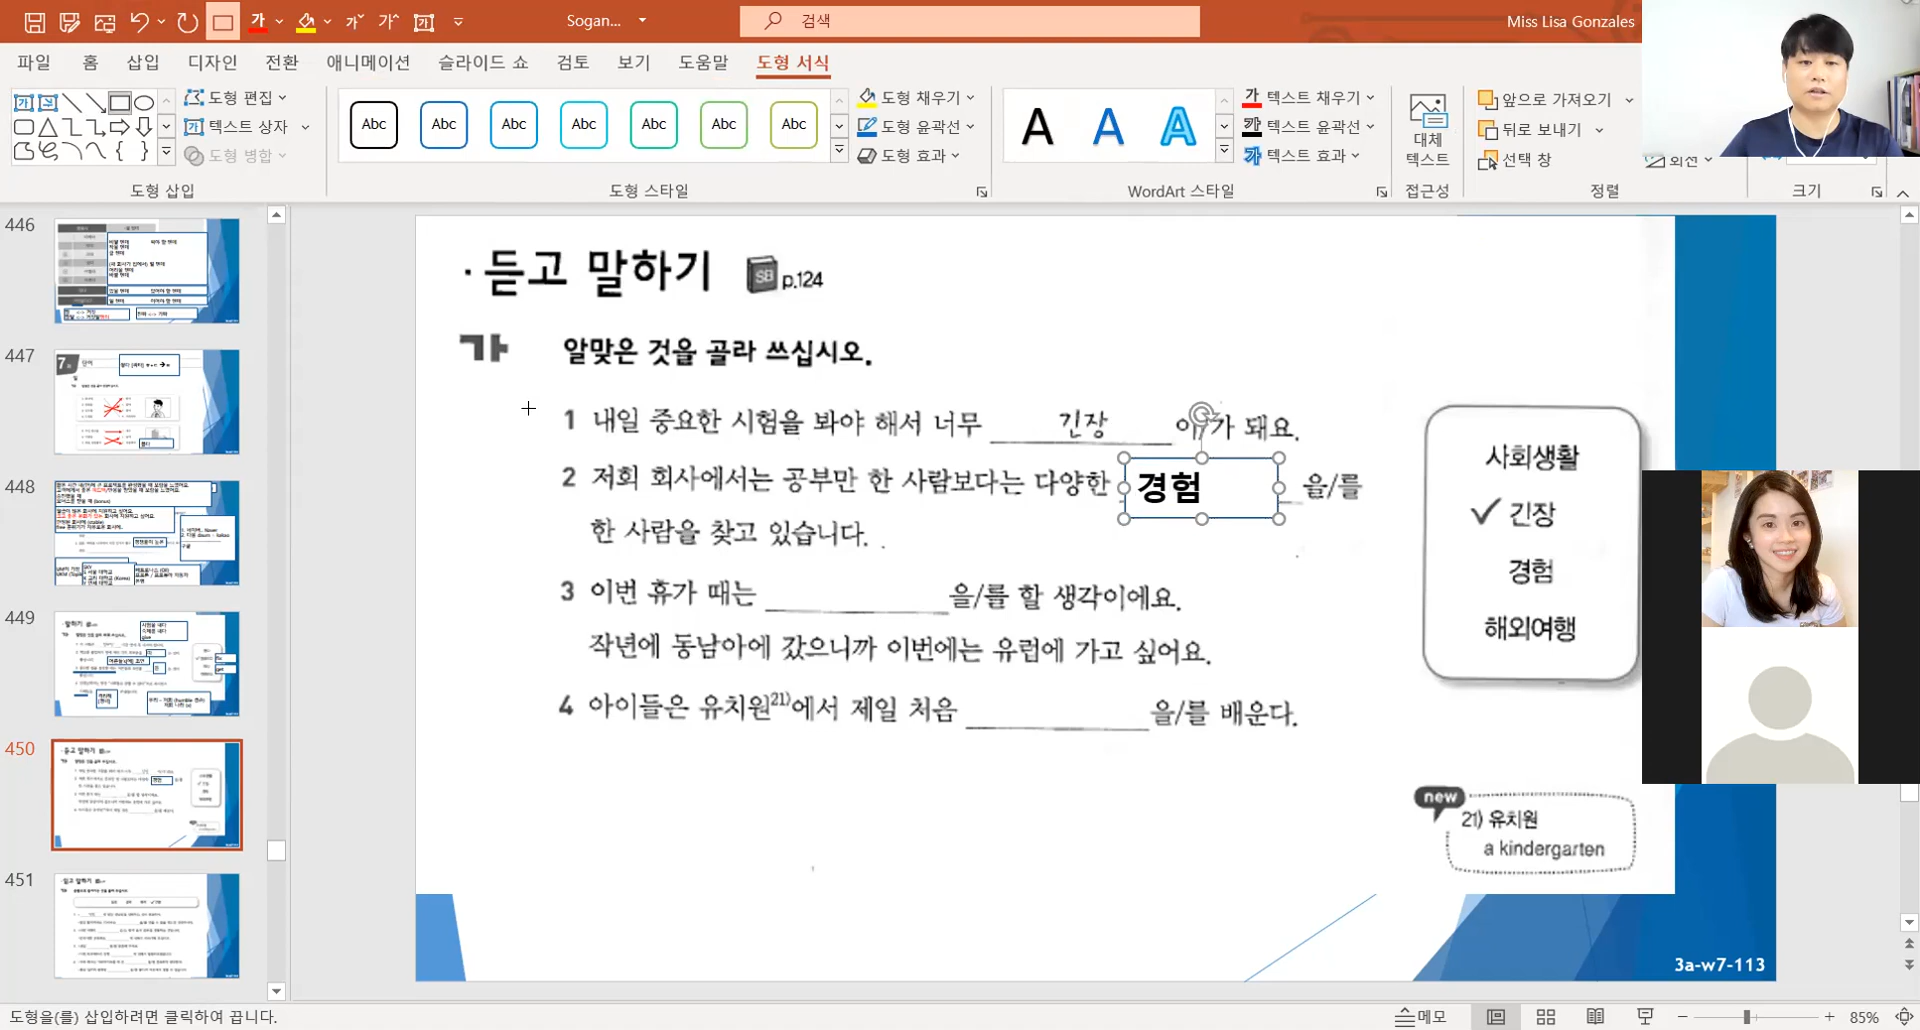 Sogan...
검색
Miss Lisa Gonzales
파일 홈 삽입 디자인 전환 애니메이션 슬라이드 쇼 검토 보기 도움말 도형 서식
도형 편집
텍스트 상자
도형 병합
도형 삽입
Abc Abc Abc Abc Abc Abc Abc
도형 채우기
도형 윤곽선
도형 효과
도형 스타일
A A A
텍스트 채우기
텍스트 윤곽선
텍스트 효과
WordArt 스타일
대체
텍스트
접근성
앞으로 가져오기
뒤로 보내기
선택 창
회전
정렬
크기
446
447
448
449
450
451
· 듣고 말하기 SB p.124
가 알맞은 것을 골라 쓰십시오.
1 내일 중요한 시험을 봐야 해서 너무 긴장 이/가 돼요.
2 저희 회사에서는 공부만 한 사람보다는 다양한 경험 을/를
한 사람을 찾고 있습니다.
3 이번 휴가 때는 ________ 을/를 할 생각이에요.
작년에 동남아에 갔으니까 이번에는 유럽에 가고 싶어요.
4 아이들은 유치원21)에서 제일 처음 ________ 을/를 배운다.
사회생활
✓ 긴장
경험
해외여행
new
21) 유치원
a kindergarten
3a-w7-113
도형을(를) 삽입하려면 클릭하여 끕니다.
메모
85%